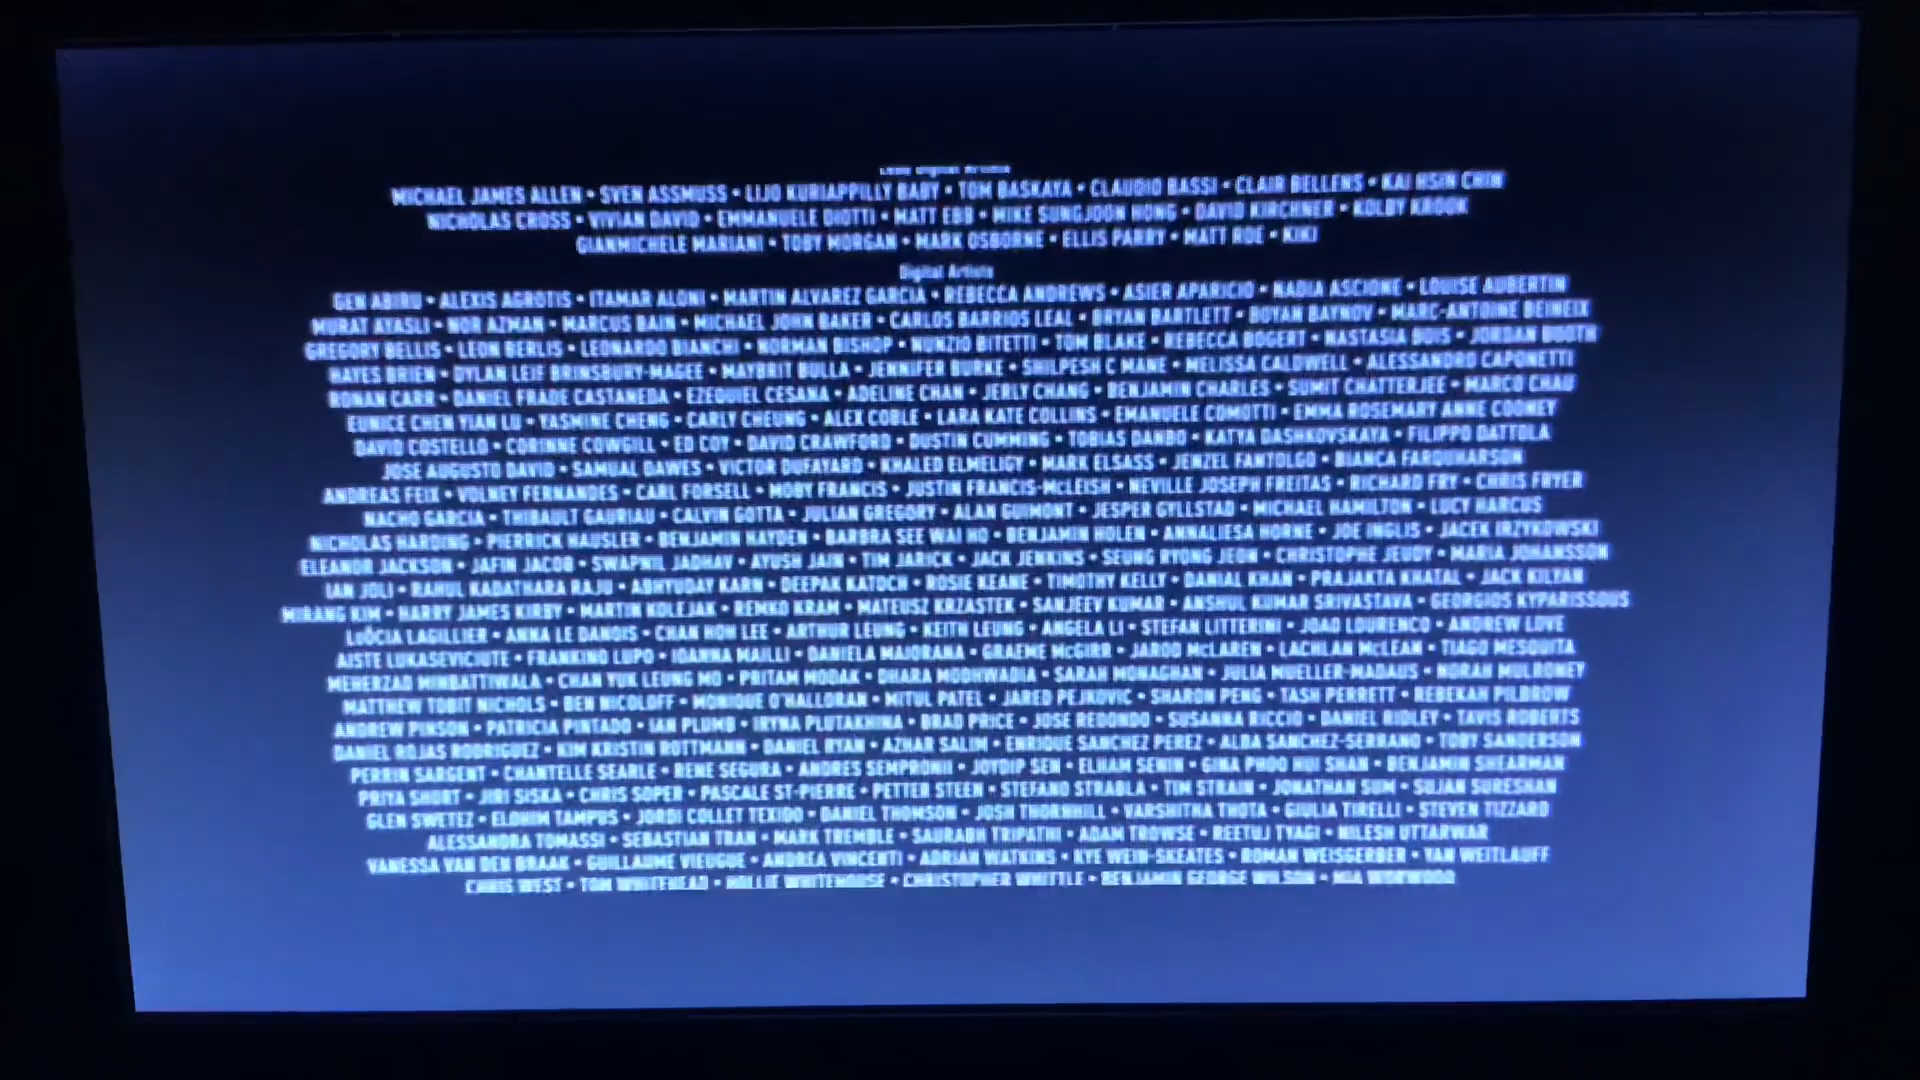 Lead Digital Artists
MICHAEL JAMES ALLEN • SVEN ASSMUSS • LIJO KURIAPPILLY BABY • TOM BASKAYA • CLAUDIO BASSI • CLAIR BELLENS • KAI HSIN CHIN
NICHOLAS CROSS • VIVIAN DAVID • EMMANUELE DIOTTI • MATT EBB • MIKE SUNGJOON HONG • DAVID KIRCHNER • KOLBY KROOK
GIANMICHELE MARIANI • TOBY MORGAN • MARK OSBORNE • ELLIS PARRY • MATT ROE • KIKI
Digital Artists
GEN ABIRU • ALEXIS AGROTIS • ITAMAR ALONI • MARTIN ALVAREZ GARCIA • REBECCA ANDREWS • ASIER APARICIO • NADIA ASCIONE • LOUISE AUBERTIN
MURAT AYASLI • NOR AZMAN • MARCUS BAIN • MICHAEL JOHN BAKER • CARLOS BARRIOS LEAL • BRYAN BARTLETT • BOYAN BAYNOV • MARC-ANTOINE BEINEIX
GREGORY BELLIS • LEON BERLIS • LEONARDO BIANCHI • NORMAN BISHOP • NUNZIO BITETTI • TOM BLAKE • REBECCA BOGERT • NASTASIA BOIS • JORDAN BOOTH
HAYES BRIEN • DYLAN LEIF BRINSBURY-MAGEE • MAYBRIT BULLA • JENNIFER BURKE • SHILPESH C MANE • MELISSA CALDWELL • ALESSANDRO CAPONETTI
RONAN CARR • DANIEL FRADE CASTANEDA • EZEQUIEL CESANA • ADELINE CHAN • JERLY CHANG • BENJAMIN CHARLES • SUMIT CHATTERJEE • MARCO CHAU
EUNICE CHEN YIAN LU • YASMINE CHENG • CARLY CHEUNG • ALEX COBLE • LARA KATE COLLINS • EMANUELE COMOTTI • EMMA ROSEMARY ANNE COONEY
DAVID COSTELLO • CORINNE COWGILL • ED COY • DAVID CRAWFORD • DUSTIN CUMMING • TOBIAS DANBO • KATYA DASHKOVSKAYA • FILIPPO DATTOLA
JOSE AUGUSTO DAVID • SAMUAL DAWES • VICTOR DUFAYARD • KHALED ELMELIGY • MARK ELSASS • JENZEL FANTOLGO • BIANCA FARQUHARSON
ANDREAS FEIX • VOLNEY FERNANDES • CARL FORSELL • MOBY FRANCIS • JUSTIN FRANCIS-McLEISH • NEVILLE JOSEPH FREITAS • RICHARD FRY • CHRIS FRYER
NACHO GARCIA • THIBAULT GAURIAU • CALVIN GOTTA • JULIAN GREGORY • ALAN GUIMONT • JESPER GYLLSTAD • MICHAEL HAMILTON • LUCY HARCUS
NICHOLAS HARDING • PIERRICK HAUSLER • BENJAMIN HAYDEN • BARBRA SEE WAI HO • BENJAMIN HOLEN • ANNALIESA HORNE • JOE INGLIS • JACEK IRZYKOWSKI
ELEANOR JACKSON • JAFIN JACOB • SWAPNIL JADHAV • AYUSH JAIN • TIM JARICK • JACK JENKINS • SEUNG RYONG JEON • CHRISTOPHE JEUDY • MARIA JOHANSSON
IAN JOLI • RAHUL KADATHARA RAJU • ABHYUDAY KARN • DEEPAK KATOCH • ROSIE KEANE • TIMOTHY KELLY • DANIAL KHAN • PRAJAKTA KHATAL • JACK KILYAN
MIRANG KIM • HARRY JAMES KIRBY • MARTIN KOLEJAK • REMKO KRAM • MATEUSZ KRZASTEK • SANJEEV KUMAR • ANSHUL KUMAR SRIVASTAVA • GEORGIOS KYPARISSOUS
LAGILLIER • ANNA LE DANOIS • CHAN HOH LEE • ARTHUR LEUNG • KEITH LEUNG • ANGELA LI • STEFAN LITTERINI • JOAO LOURENCO • ANDREW LOVE
AISTE LUKASEVICIUTE • FRANKINO LUPO • IOANNA MAILLI • DANIELA MAJORANA • GRAEME McGIRR • JAROD McLAREN • LACHLAN McLEAN • TIAGO MESQUITA
MEHERZAD MINBATTIWALA • CHAN YUK LEUNG MO • PRITAM MODAK • DHARA MODHWADIA • SARAH MONAGHAN • JULIA MUELLER-MADAUS • NORAH MULRONEY
MATTHEW TOBIT NICHOLS • BEN NICOLOFF • MONIQUE O'HALLORAN • MITUL PATEL • JARED PEJKOVIC • SHARON PENG • TASH PERRETT • REBEKAH PILBROW
ANDREW PINSON • PATRICIA PINTADO • IAN PLUMB • IRYNA PLUTAKHINA • BRAD PRICE • JOSE REDONDO • SUSANNA RICCIO • DANIEL RIDLEY • TAVIS ROBERTS
DANIEL ROJAS RODRIGUEZ • KIM KRISTIN ROTTMANN • DANIEL RYAN • AZHAR SALIM • ENRIQUE SANCHEZ PEREZ • ALBA SANCHEZ-SERRANO • TOBY SANDERSON
PERRIN SARGENT • CHANTELLE SEARLE • RENE SEGURA • ANDRES SEMPRONII • JOYDIP SEN • ELHAM SENIN • GINA PHOO HUI SHAN • BENJAMIN SHEARMAN
PRIYA SHORT • JIRI SISKA • CHRIS SOPER • PASCALE ST-PIERRE • PETTER STEEN • STEFANO STRABLA • TIM STRAIN • JONATHAN SUM • SUJAN SURESHAN
GLEN SWETEZ • ELOHIM TAMPUS • JORDI COLLET TEXIDO • DANIEL THOMSON • JOSH THORNHILL • VARSHITHA THOTA • GIULIA TIRELLI • STEVEN TIZZARD
ALESSANDRA TOMASSI • SEBASTIAN TRAN • MARK TREMBLE • SAURABH TRIPATHI • ADAM TROWSE • REETUJ TYAGI • NILESH UTTARWAR
VANESSA VAN DEN BRAAK • GUILLAUME VIEUGUE • ANDREA VINCENTI • ADRIAN WATKINS • KYE WEIN-SKEATES • ROMAN WEISGERBER • YAN WEITLAUFF
CHRIS WEST • TOM WHITEHEAD • HOLLIE WHITEHOUSE • CHRISTOPHER WHITTLE • BENJAMIN GEORGE WILSON • MIA WORWOOD